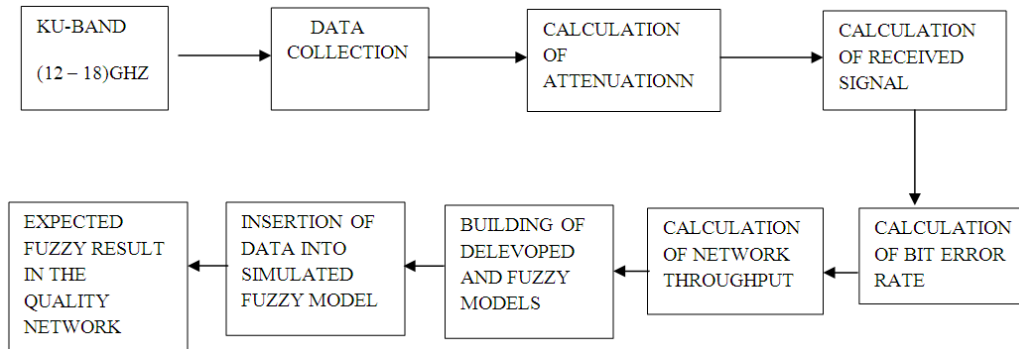 KU-BAND
(12 – 18)GHZ
DATA
COLLECTION
CALCULATION
OF
ATTENUATIONN
CALCULATION
OF RECEIVED
SIGNAL
CALCULATION
OF BIT ERROR
RATE
CALCULATION
OF NETWORK
THROUGHPUT
BUILDING OF
DELEVOPED
AND FUZZY
MODELS
INSERTION OF
DATA INTO
SIMULATED
FUZZY MODEL
EXPECTED
FUZZY RESULT
IN THE
QUALITY
NETWORK